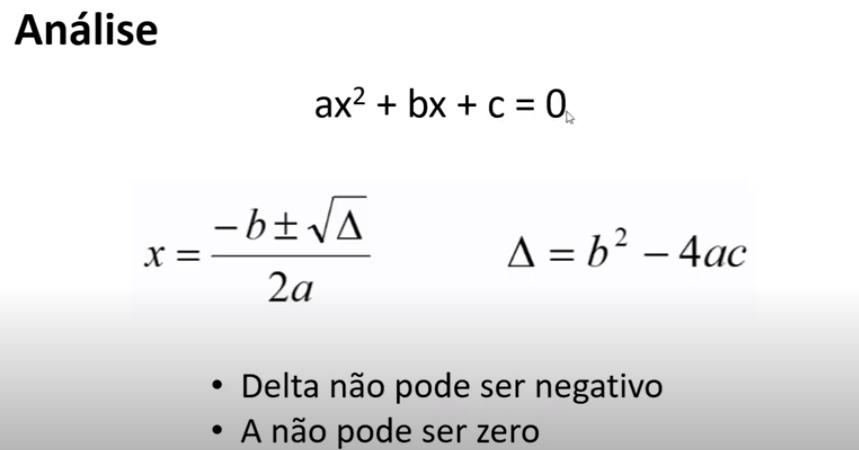 Análise
ax² + bx + c = 0
x = (-b ± √Δ) / 2a
Δ = b² − 4ac
• Delta não pode ser negativo
• A não pode ser zero